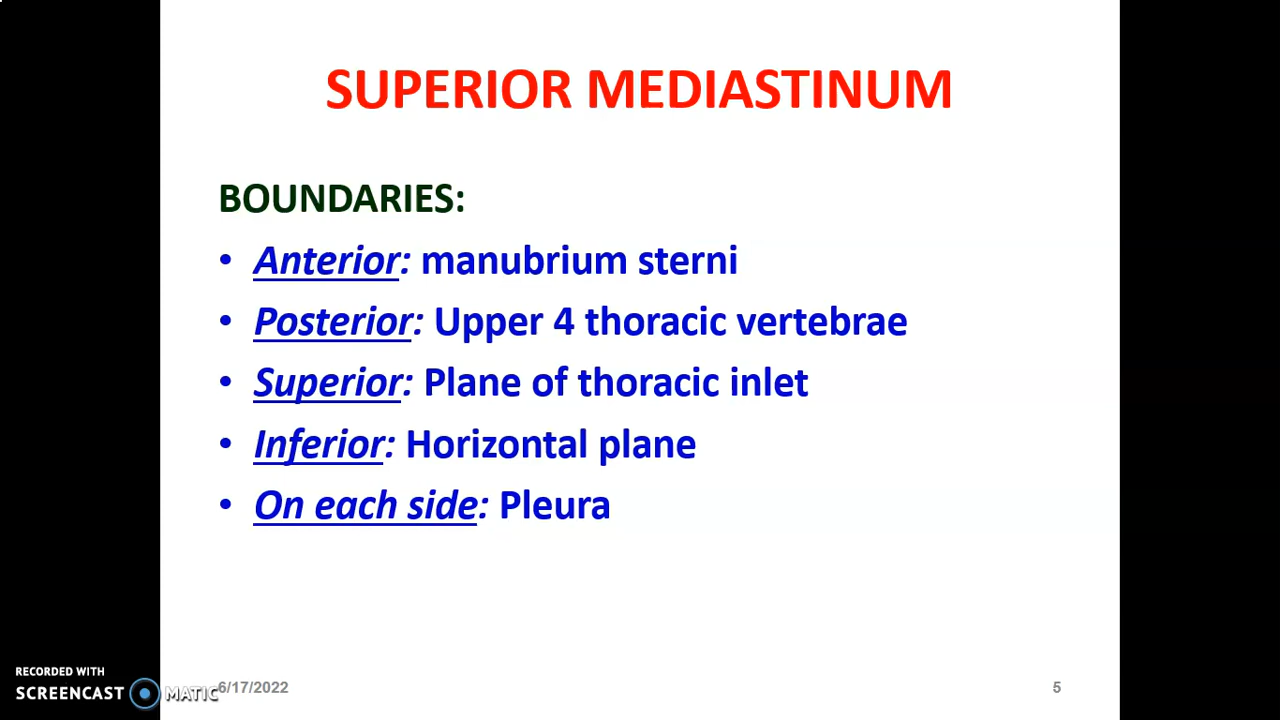 SUPERIOR MEDIASTINUM
BOUNDARIES:
• Anterior: manubrium sterni
• Posterior: Upper 4 thoracic vertebrae
• Superior: Plane of thoracic inlet
• Inferior: Horizontal plane
• On each side: Pleura
RECORDED WITH
SCREENCAST MATIC
6/17/2022
5